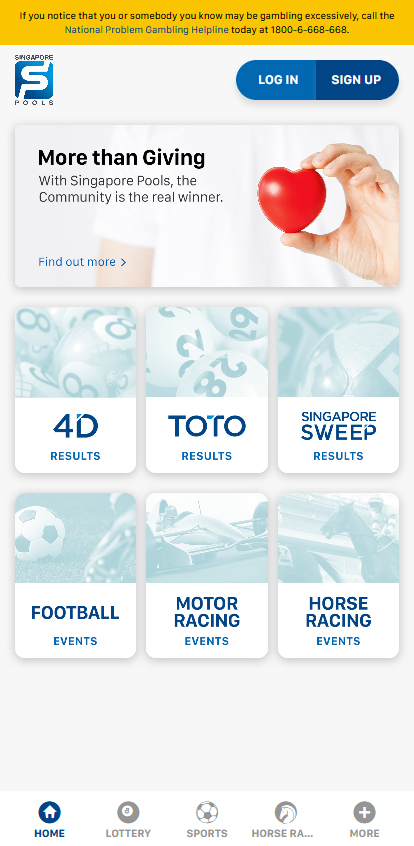 If you notice that you or somebody you know may be gambling excessively, call the
National Problem Gambling Helpline today at 1800-6-668-668.
SINGAPORE
S
POOLS
LOG IN
SIGN UP
More than Giving
With Singapore Pools, the
Community is the real winner.
Find out more
4D
RESULTS
TOTO
RESULTS
SINGAPORE
SWEEP
RESULTS
FOOTBALL
EVENTS
MOTOR
RACING
EVENTS
HORSE
RACING
EVENTS
HOME
LOTTERY
SPORTS
HORSE RA...
MORE